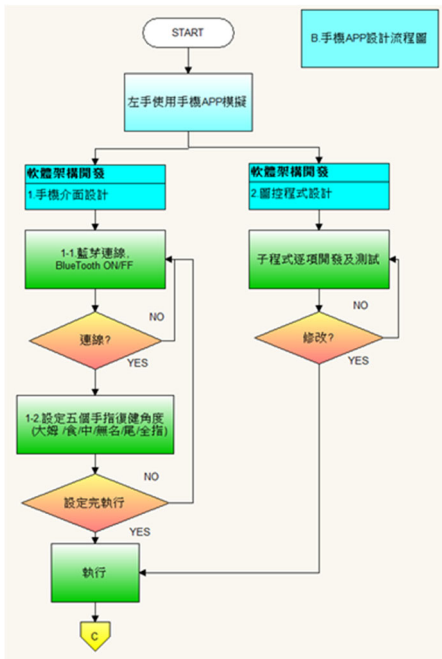 START
B.手機APP設計流程圖
左手使用手機APP模擬
軟體架構開發
1.手機介面設計
軟體架構開發
2.圖控程式設計
1-1.藍芽連線.
BlueTooth ON/FF
子程式逐項開發及測試
NO
連線?
YES
NO
修改?
YES
1-2.設定五個手指復健角度
(大姆/食/中/無名/尾/全指)
NO
設定完執行
YES
執行
C